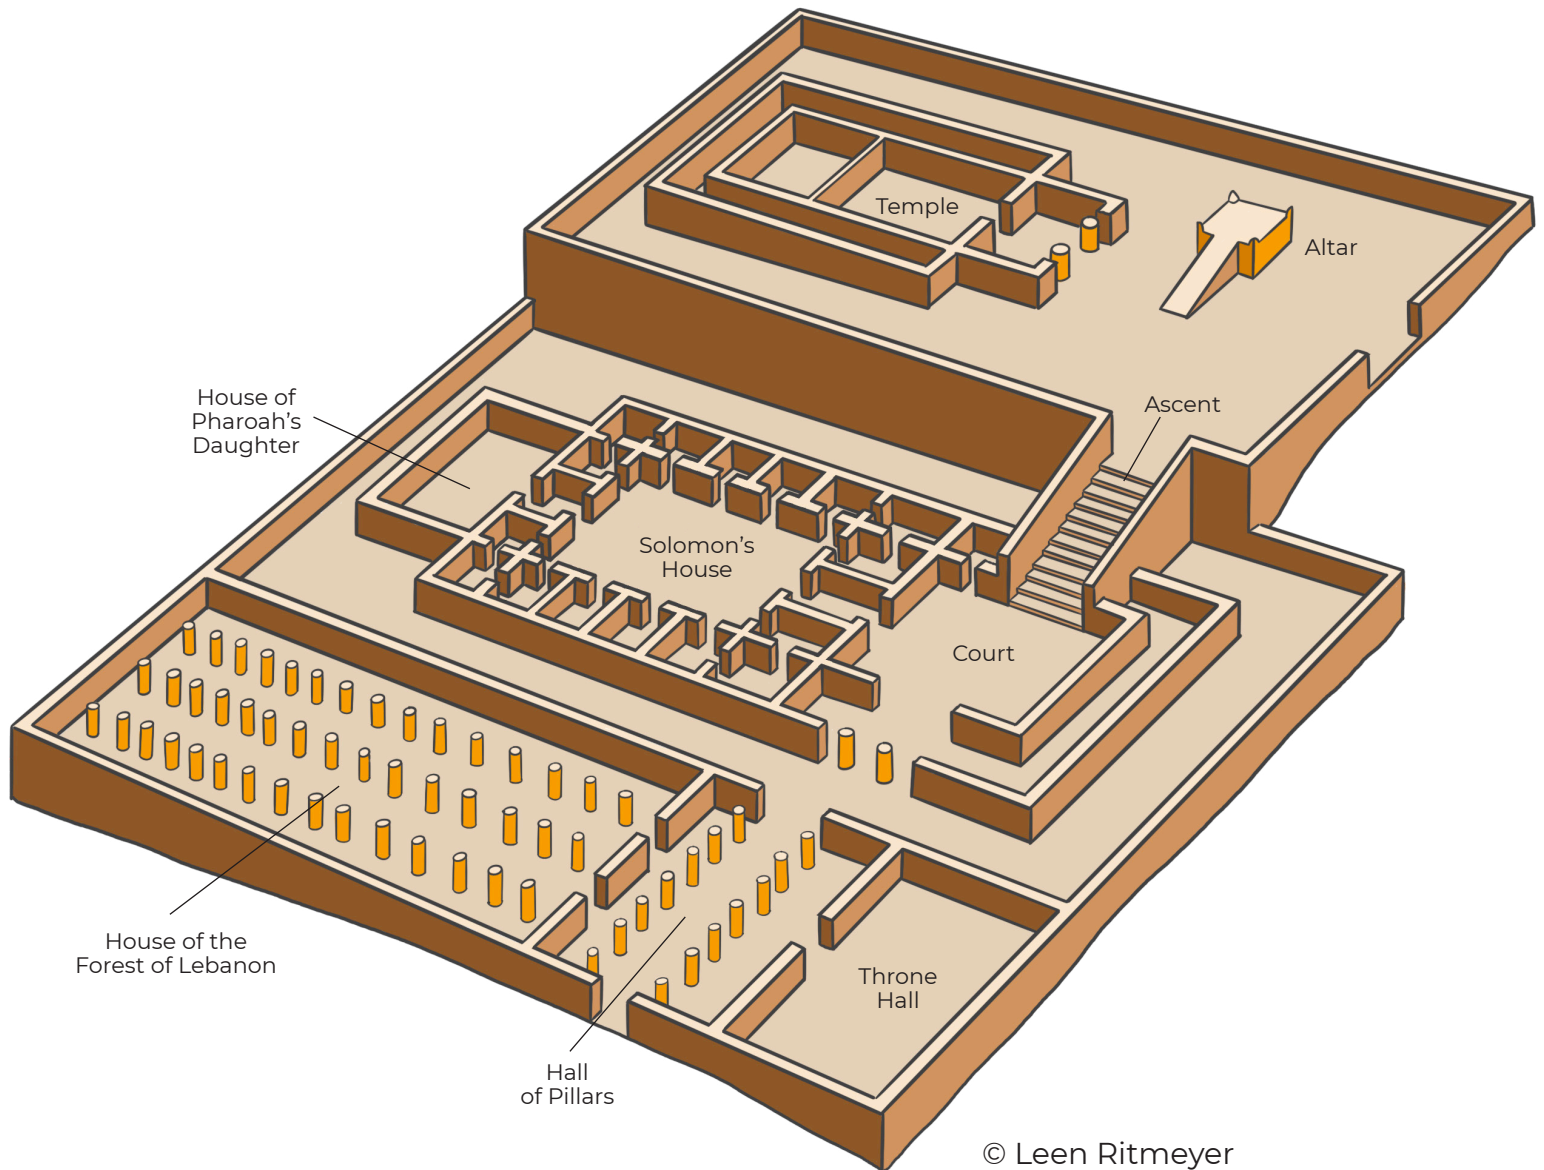 Temple
Altar
House of
Pharoah's
Daughter
Ascent
Solomon's
House
Court
House of the
Forest of Lebanon
Throne
Hall
Hall
of Pillars
© Leen Ritmeyer